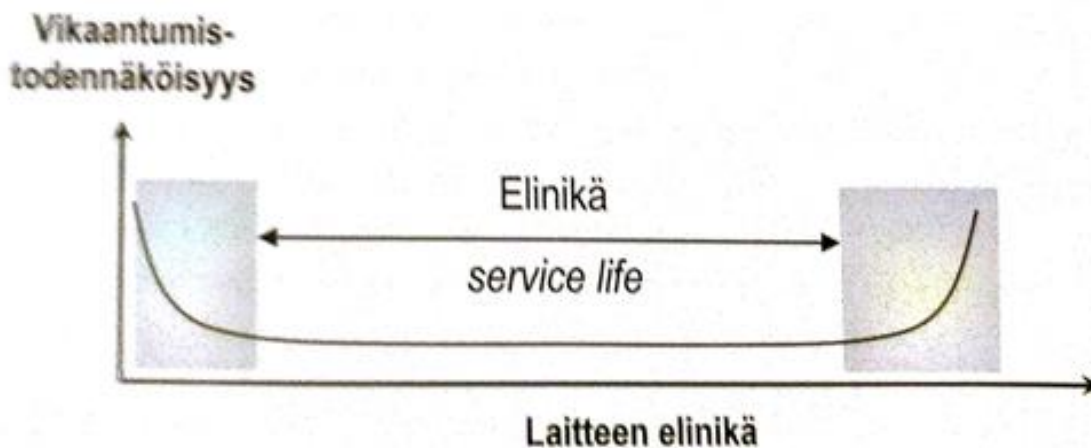 Vikaantumis-
todennäköisyys
Elinikä
service life
Laitteen elinikä